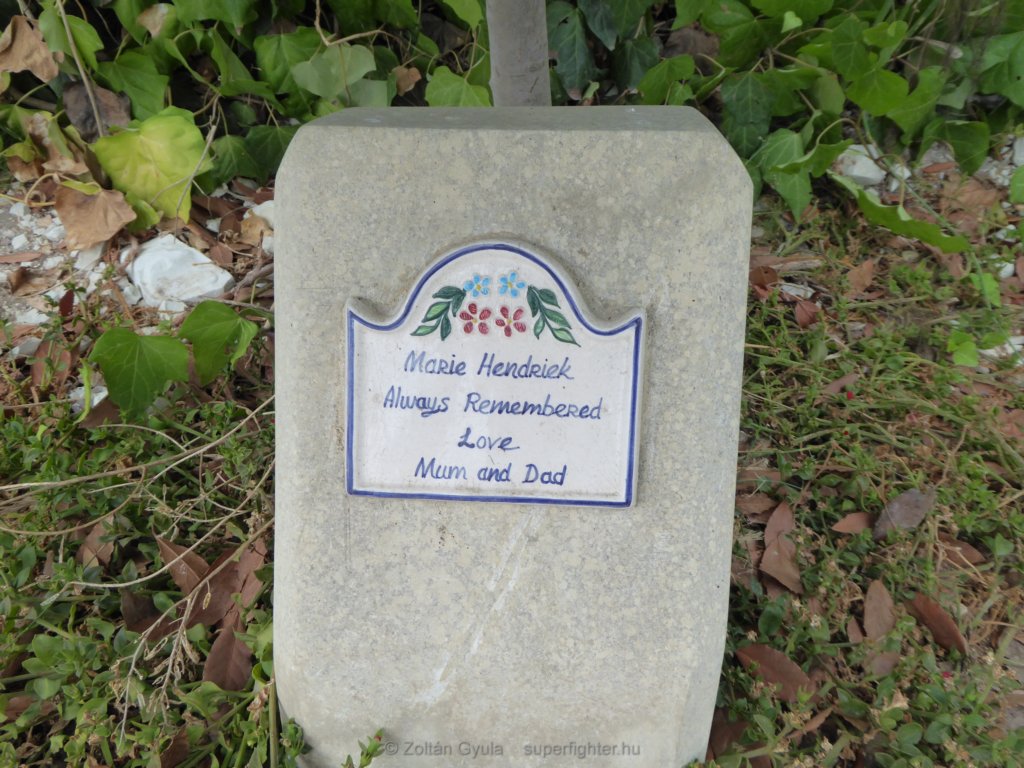 Marie Hendriek
Always Remembered
Love
Mum and Dad
© Zoltán Gyula superfighter.hu